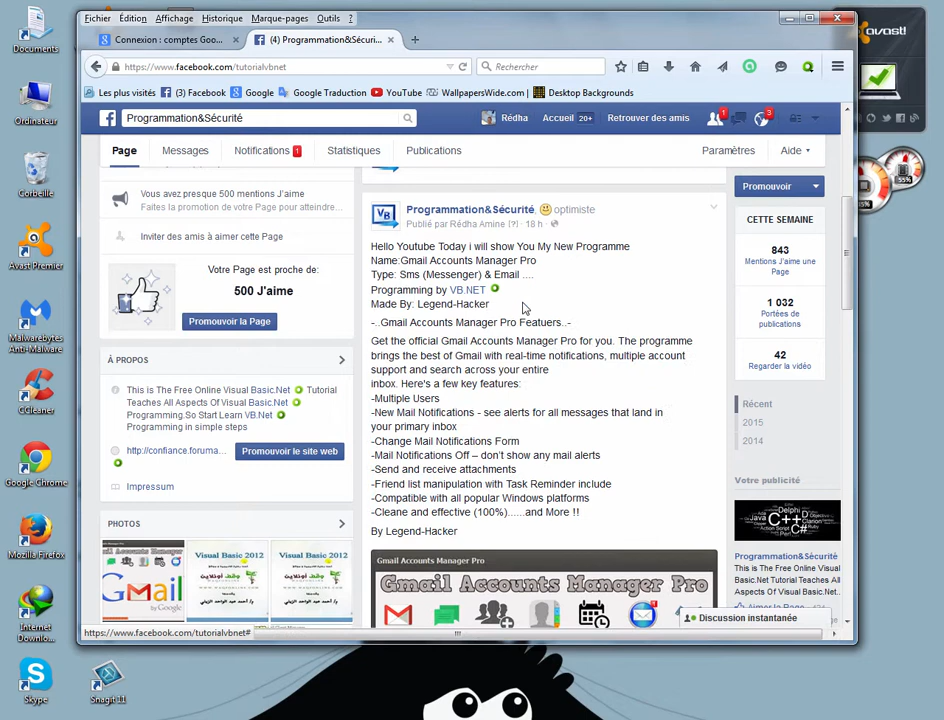 Fichier Édition Affichage Historique Marque-pages Outils ?
Connexion : comptes Goo...
(4) Programmation&Sécuri...
https://www.facebook.com/tutorialvbnet
Rechercher
Les plus visités (3) Facebook Google Google Traduction YouTube WallpapersWide.com Desktop Backgrounds
Programmation&Sécurité
Rédha Accueil 20+ Retrouver des amis 1 3
Page Messages Notifications 1 Statistiques Publications Paramètres Aide
Vous avez presque 500 mentions J'aime
Faites la promotion de votre Page pour atteindre...
Inviter des amis à aimer cette Page
Votre Page est proche de:
500 J'aime
Promouvoir la Page
À PROPOS
This is The Free Online Visual Basic.Net Tutorial
Teaches All Aspects Of Visual Basic.Net
Programming.So Start Learn VB.Net
Programming in simple steps
http://confiance.foruma...
Promouvoir le site web
Impressum
PHOTOS
Gmail Accounts Manager Pro
Gmail
by Google
Visual Basic 2012
Visual Basic 2012
https://www.facebook.com/tutorialvbnet#
VB
Programmation&Sécurité, optimiste
Publié par Rédha Amine [?] · 18 h ·
Hello Youtube Today i will show You My New Programme
Name:Gmail Accounts Manager Pro
Type: Sms (Messenger) & Email ....
Programming by VB.NET
Made By: Legend-Hacker
-..Gmail Accounts Manager Pro Featuers..-
Get the official Gmail Accounts Manager Pro for you. The programme
brings the best of Gmail with real-time notifications, multiple account
support and search across your entire
inbox. Here's a few key features:
-Multiple Users
-New Mail Notifications - see alerts for all messages that land in
your primary inbox
-Change Mail Notifications Form
-Mail Notifications Off – don't show any mail alerts
-Send and receive attachments
-Friend list manipulation with Task Reminder include
-Compatible with all popular Windows platforms
-Cleane and effective (100%)......and More !!
By Legend-Hacker
Gmail Accounts Manager Pro
Gmail Accounts Manager Pro
Promouvoir
CETTE SEMAINE
843
Mentions J'aime une
Page
1 032
Portées de
publications
42
Regarder la vidéo
Récent
2015
2014
Votre publicité
Delphi
Java
C++
C#
Programmation&Sécurité
This is The Free Online Visual
Basic.Net Tutorial Teaches All
Aspects Of Visual Basic.Net...
Discussion instantanée
Documents
Ordinateur
Corbeille
Avast Premier
Malwarebytes
Anti-Malware
CCleaner
Google Chrome
Mozilla Firefox
Internet
Downlo...
Skype
Snagit 11
avast!
55%